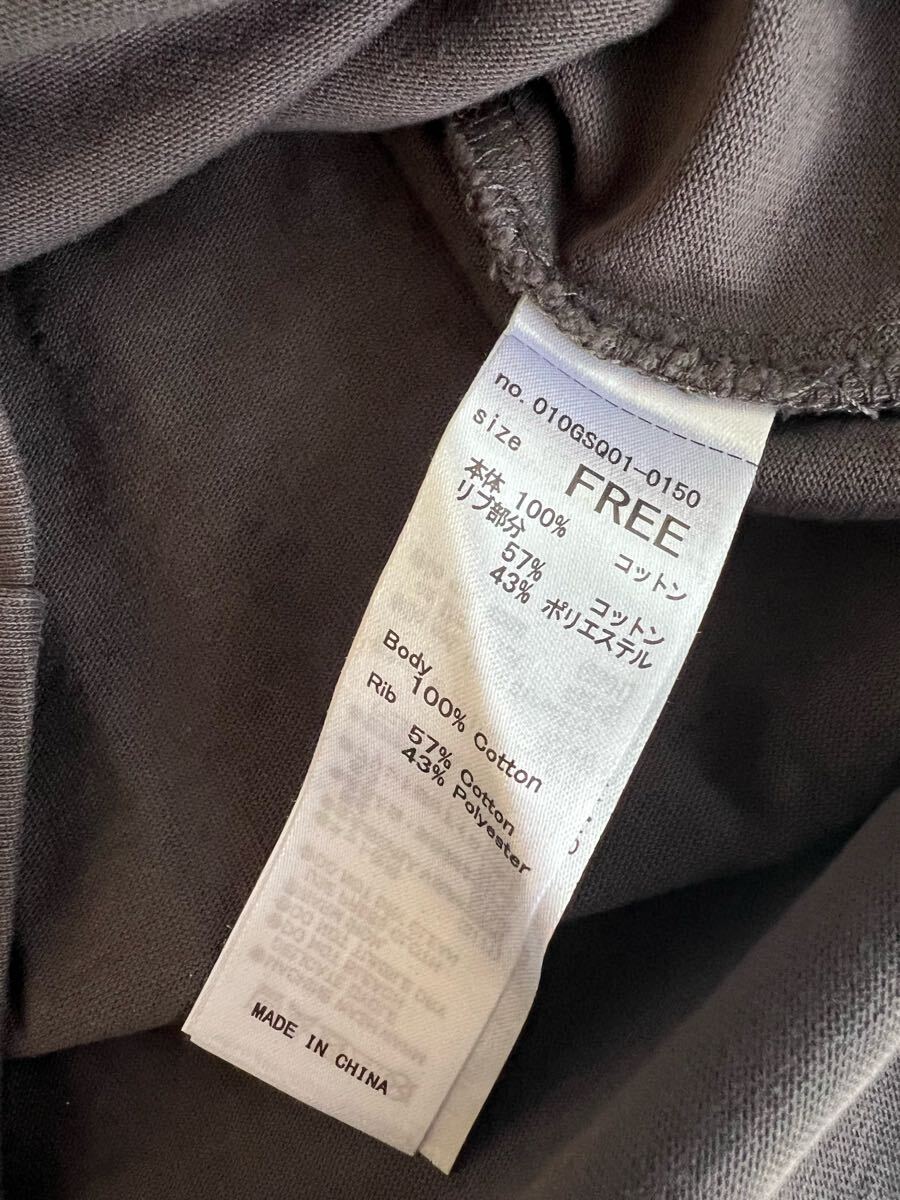 no. 010GSQ01-0150
size
FREE
本体 100% コットン
リブ部分
57% コットン
43% ポリエステル
Body
100% Cotton
Rib
57% Cotton
43% Polyester
MADE IN CHINA